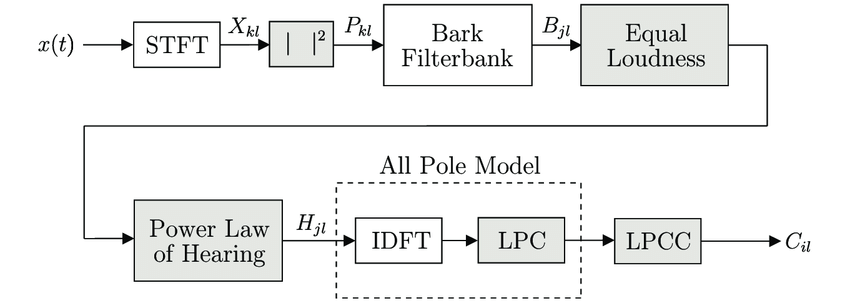 x(t)
STFT
X_{kl}
| |^2
P_{kl}
Bark
Filterbank
B_{jl}
Equal
Loudness
All Pole Model
Power Law
of Hearing
H_{jl}
IDFT
LPC
LPCC
C_{il}